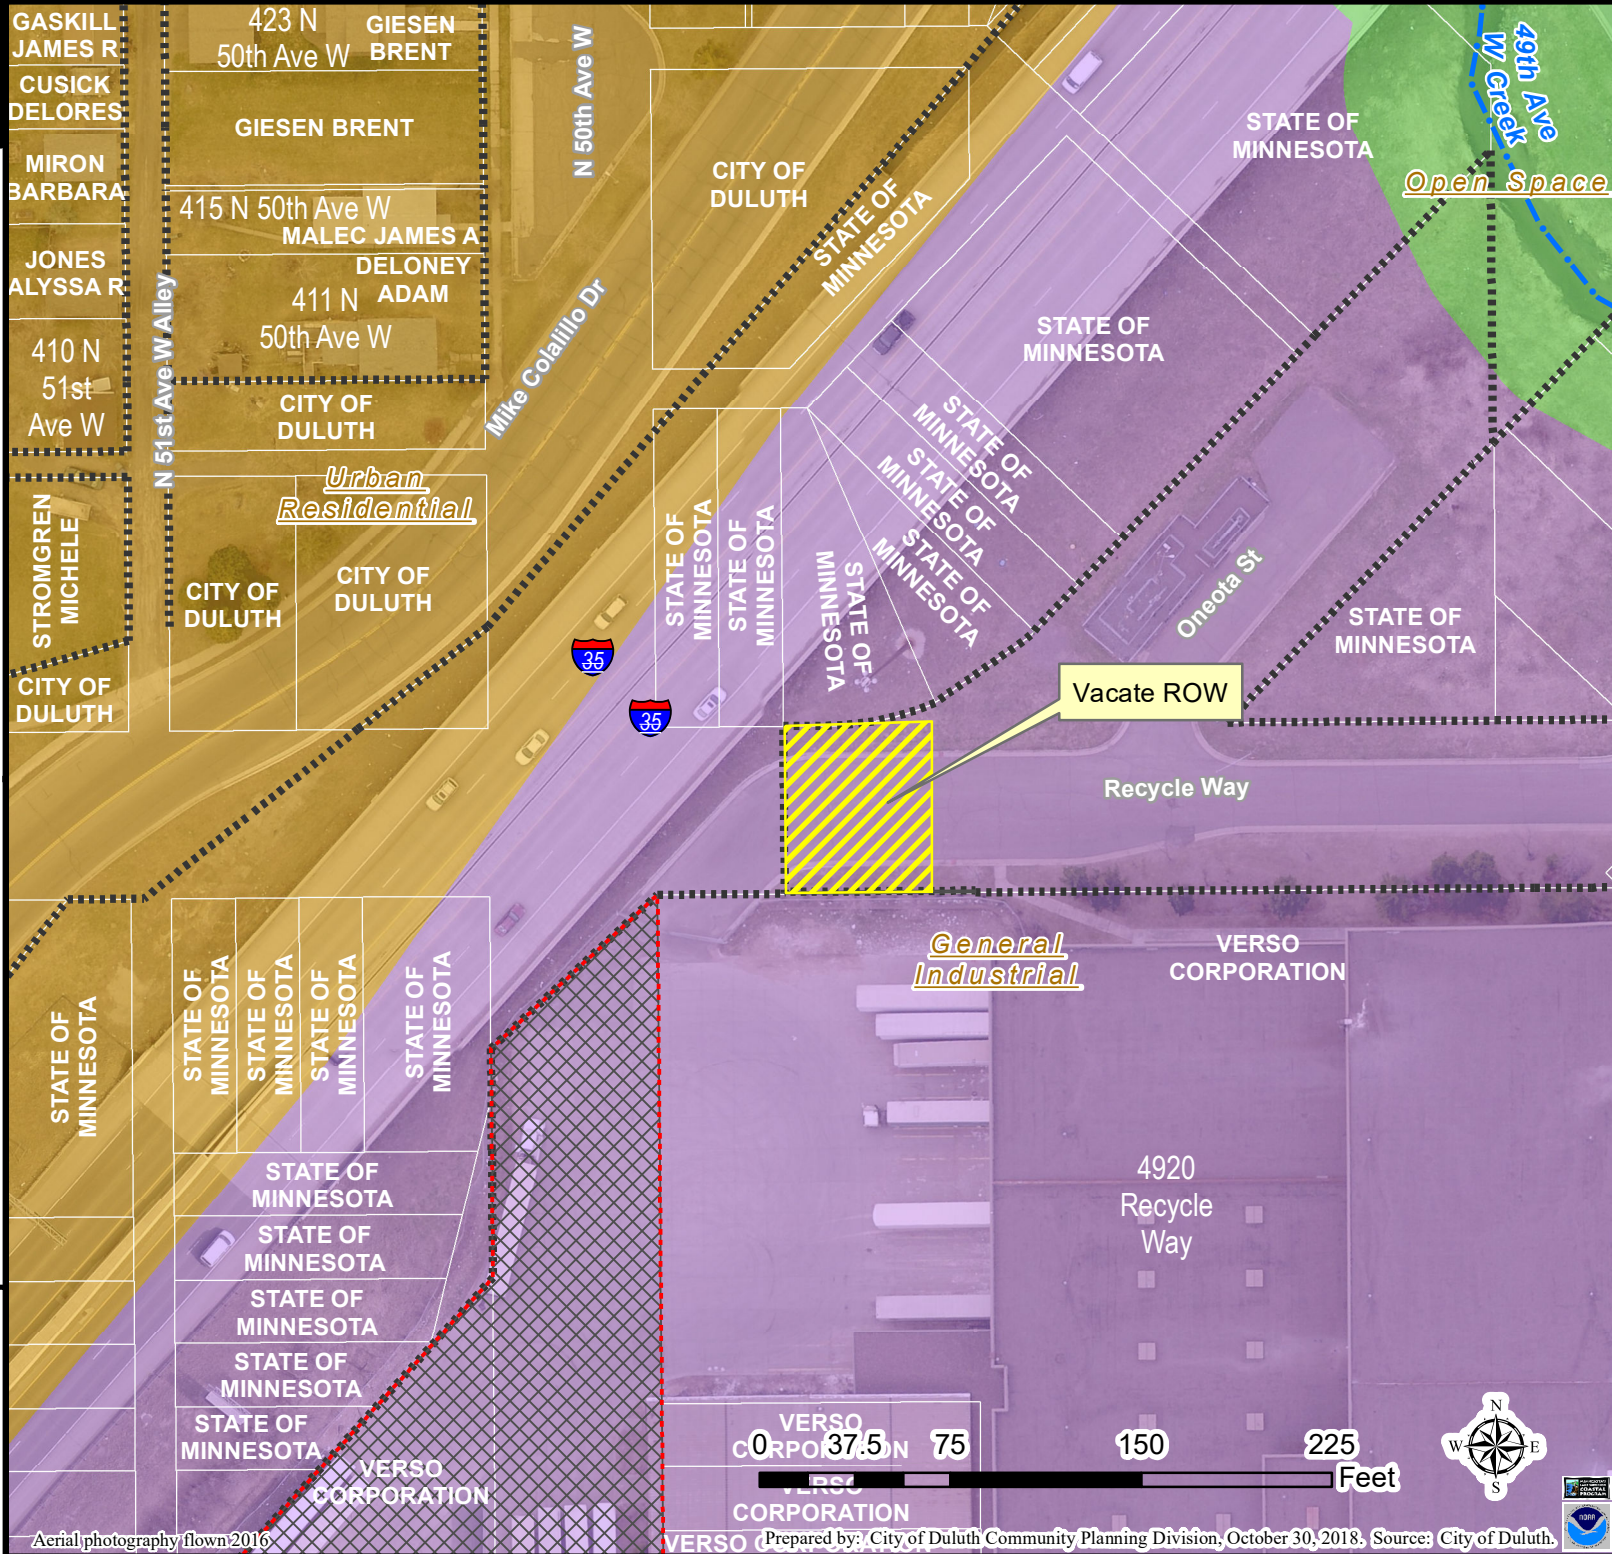 GASKILL
JAMES R
CUSICK
DELORES
MIRON
BARBARA
JONES
ALYSSA R
410 N
51st
Ave W
STROMGREN
MICHELE
CITY OF
DULUTH
N 51st Ave W Alley
423 N
50th Ave W
GIESEN
BRENT
GIESEN BRENT
415 N 50th Ave W
MALEC JAMES A
DELONEY
ADAM
411 N
50th Ave W
CITY OF
DULUTH
Urban
Residential
CITY OF
DULUTH
CITY OF
DULUTH
N 50th Ave W
Mike Colalillo Dr
CITY OF
DULUTH
STATE OF
MINNESOTA
STATE OF
MINNESOTA
49th Ave
W Creek
Open Space
STATE OF
MINNESOTA
STATE OF
MINNESOTA
STATE OF
MINNESOTA
STATE OF
MINNESOTA
STATE OF
MINNESOTA
STATE OF
MINNESOTA
STATE OF
MINNESOTA
Oneota St
STATE OF
MINNESOTA
35
35
Vacate ROW
Recycle Way
General
Industrial
VERSO
CORPORATION
STATE OF
MINNESOTA
STATE OF
MINNESOTA
STATE OF
MINNESOTA
STATE OF
MINNESOTA
STATE OF
MINNESOTA
STATE OF
MINNESOTA
STATE OF
MINNESOTA
STATE OF
MINNESOTA
STATE OF
MINNESOTA
STATE OF
MINNESOTA
4920
Recycle
Way
VERSO
CORPORATION
VERSO
CORPORATION
VERSO
CORPORATION
VERSO CORPORATION
0 37.5 75 150 225
Feet
N
W E
S
NOAA
Aerial photography flown 2016
Prepared by: City of Duluth Community Planning Division, October 30, 2018. Source: City of Duluth.